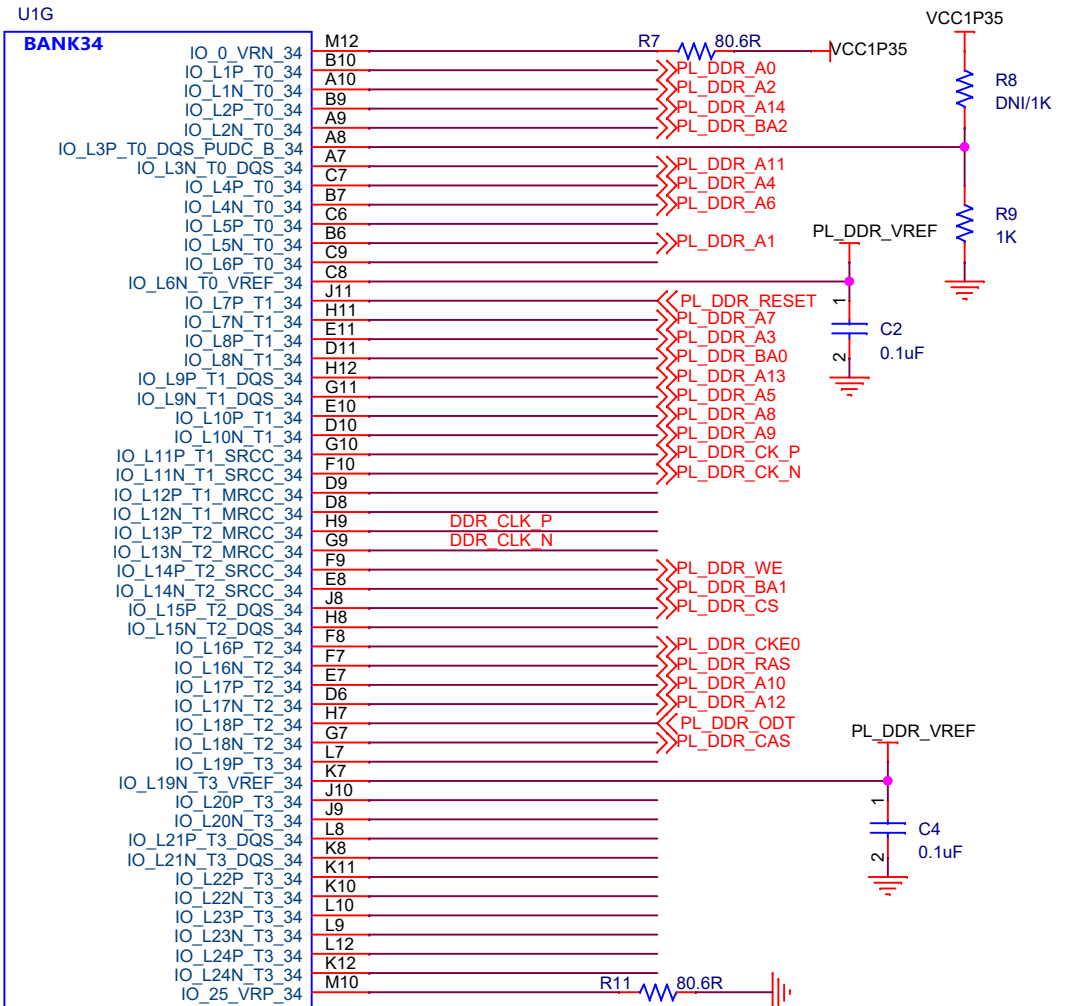 U1G
BANK34
VCC1P35
IO_0_VRN_34 M12 R7 80.6R VCC1P35
IO_L1P_T0_34 B10 PL_DDR_A0
IO_L1N_T0_34 A10 PL_DDR_A2
IO_L2P_T0_34 B9 PL_DDR_A14
IO_L2N_T0_34 A9 PL_DDR_BA2
R8
DNI/1K
IO_L3P_T0_DQS_PUDC_B_34 A8
IO_L3N_T0_DQS_34 A7 PL_DDR_A11
IO_L4P_T0_34 C7 PL_DDR_A4
IO_L4N_T0_34 B7 PL_DDR_A6
IO_L5P_T0_34 C6
R9
1K
IO_L5N_T0_34 B6 PL_DDR_A1
PL_DDR_VREF
IO_L6P_T0_34 C9
IO_L6N_T0_VREF_34 C8
IO_L7P_T1_34 J11 PL_DDR_RESET
IO_L7N_T1_34 H11 PL_DDR_A7
1
2
C2
0.1uF
IO_L8P_T1_34 E11 PL_DDR_A3
IO_L8N_T1_34 D11 PL_DDR_BA0
IO_L9P_T1_DQS_34 H12 PL_DDR_A13
IO_L9N_T1_DQS_34 G11 PL_DDR_A5
IO_L10P_T1_34 E10 PL_DDR_A8
IO_L10N_T1_34 D10 PL_DDR_A9
IO_L11P_T1_SRCC_34 G10 PL_DDR_CK_P
IO_L11N_T1_SRCC_34 F10 PL_DDR_CK_N
IO_L12P_T1_MRCC_34 D9
IO_L12N_T1_MRCC_34 D8
IO_L13P_T2_MRCC_34 H9 DDR_CLK_P
IO_L13N_T2_MRCC_34 G9 DDR_CLK_N
IO_L14P_T2_SRCC_34 F9 PL_DDR_WE
IO_L14N_T2_SRCC_34 E8 PL_DDR_BA1
IO_L15P_T2_DQS_34 J8 PL_DDR_CS
IO_L15N_T2_DQS_34 H8
IO_L16P_T2_34 F8 PL_DDR_CKE0
IO_L16N_T2_34 F7 PL_DDR_RAS
IO_L17P_T2_34 E7 PL_DDR_A10
IO_L17N_T2_34 D6 PL_DDR_A12
IO_L18P_T2_34 H7 PL_DDR_ODT
IO_L18N_T2_34 G7 PL_DDR_CAS
PL_DDR_VREF
IO_L19P_T3_34 L7
IO_L19N_T3_VREF_34 K7
IO_L20P_T3_34 J10
IO_L20N_T3_34 J9
1
2
C4
0.1uF
IO_L21P_T3_DQS_34 L8
IO_L21N_T3_DQS_34 K8
IO_L22P_T3_34 K11
IO_L22N_T3_34 K10
IO_L23P_T3_34 L10
IO_L23N_T3_34 L9
IO_L24P_T3_34 L12
IO_L24N_T3_34 K12
IO_25_VRP_34 M10 R11 80.6R